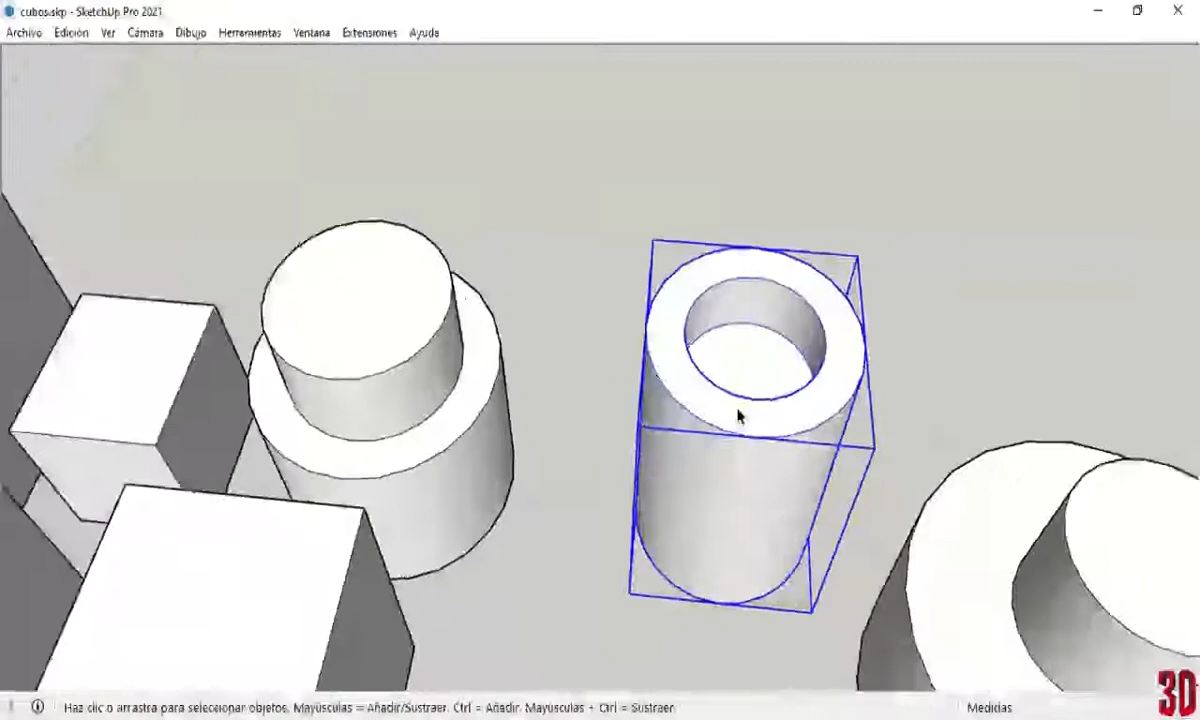 cubos.skp - SketchUp Pro 2021
Archivo Edición Ver Cámara Dibujo Herramientas Ventana Extensiones Ayuda
Haz clic o arrastra para seleccionar objetos. Mayúsculas = Añadir/Sustraer. Ctrl = Añadir. Mayúsculas + Ctrl = Sustraer.
Medidas
3D